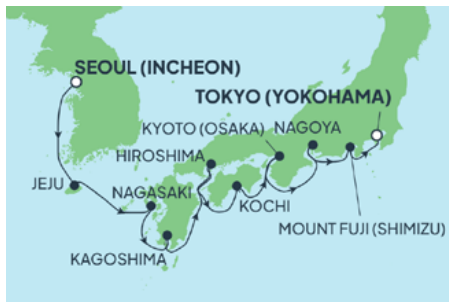 SEOUL (INCHEON)
TOKYO (YOKOHAMA)
KYOTO (OSAKA)
NAGOYA
HIROSHIMA
JEJU
NAGASAKI
KOCHI
MOUNT FUJI (SHIMIZU)
KAGOSHIMA